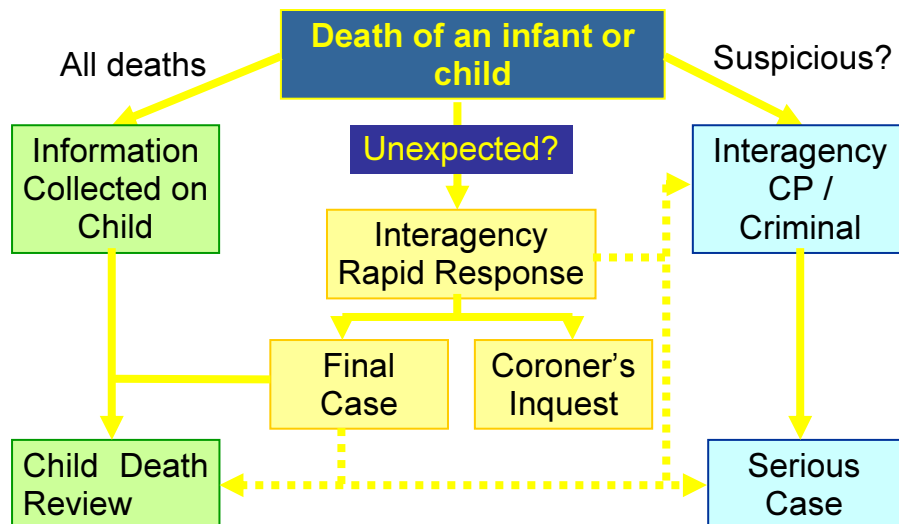 Death of an infant or
child
All deaths
Suspicious?
Unexpected?
Information
Collected on
Child
Interagency
CP /
Criminal
Interagency
Rapid Response
Final
Case
Coroner’s
Inquest
Child Death
Review
Serious
Case